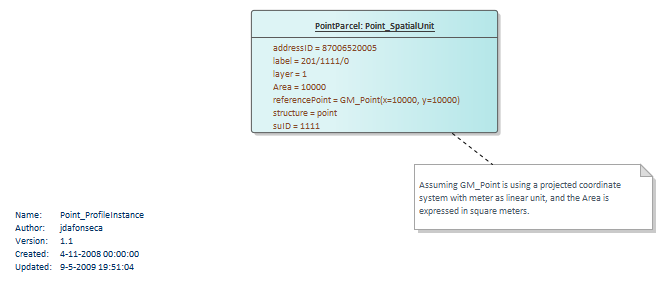 PointParcel: Point_SpatialUnit
addressID = 87006520005
label = 201/1111/0
layer = 1
Area = 10000
referencePoint = GM_Point(x=10000, y=10000)
structure = point
suID = 1111
Assuming GM_Point is using a projected coordinate
system with meter as linear unit, and the Area is
expressed in square meters.
Name: Point_ProfileInstance
Author: jdafonseca
Version: 1.1
Created: 4-11-2008 00:00:00
Updated: 9-5-2009 19:51:04